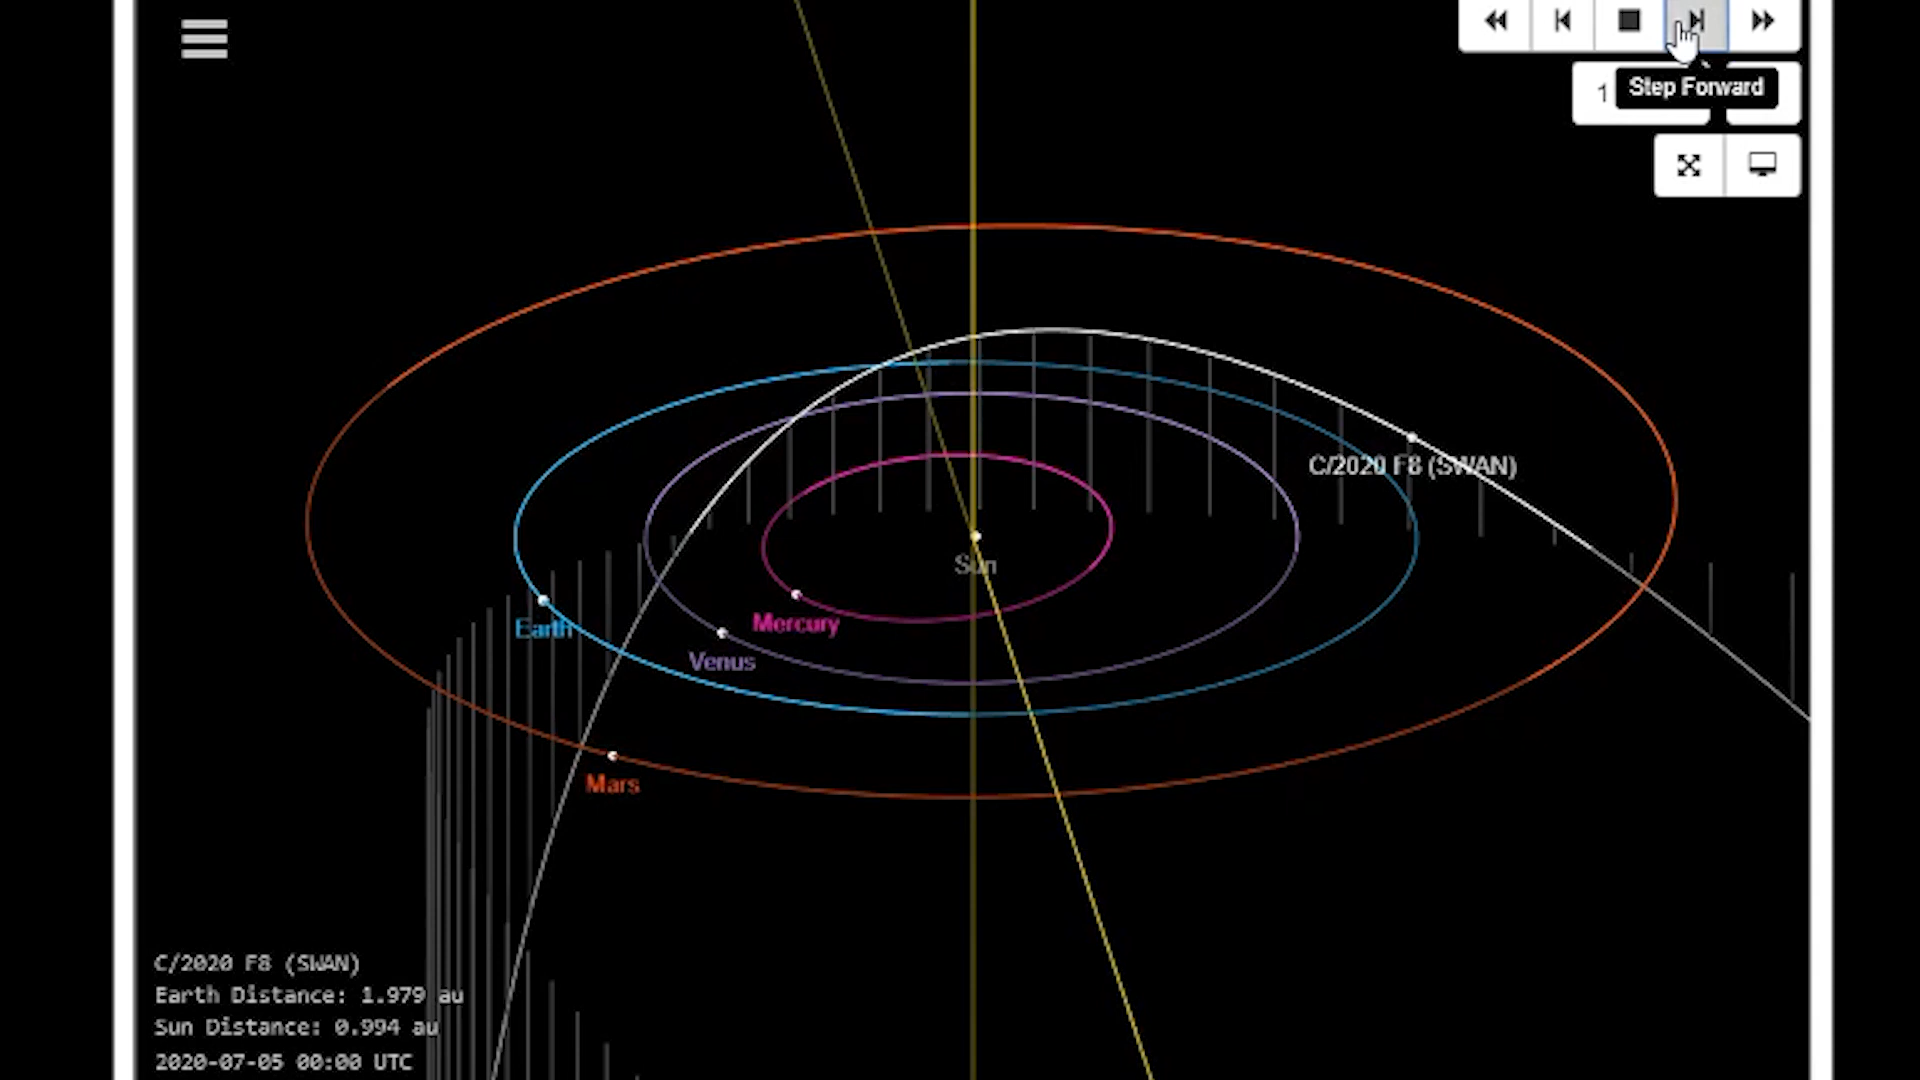 1
Step Forward
C/2020 F8 (SWAN)
Sun
Mercury
Earth
Venus
Mars
C/2020 F8 (SWAN)
Earth Distance: 1.979 au
Sun Distance: 0.994 au
2020-07-05 00:00 UTC